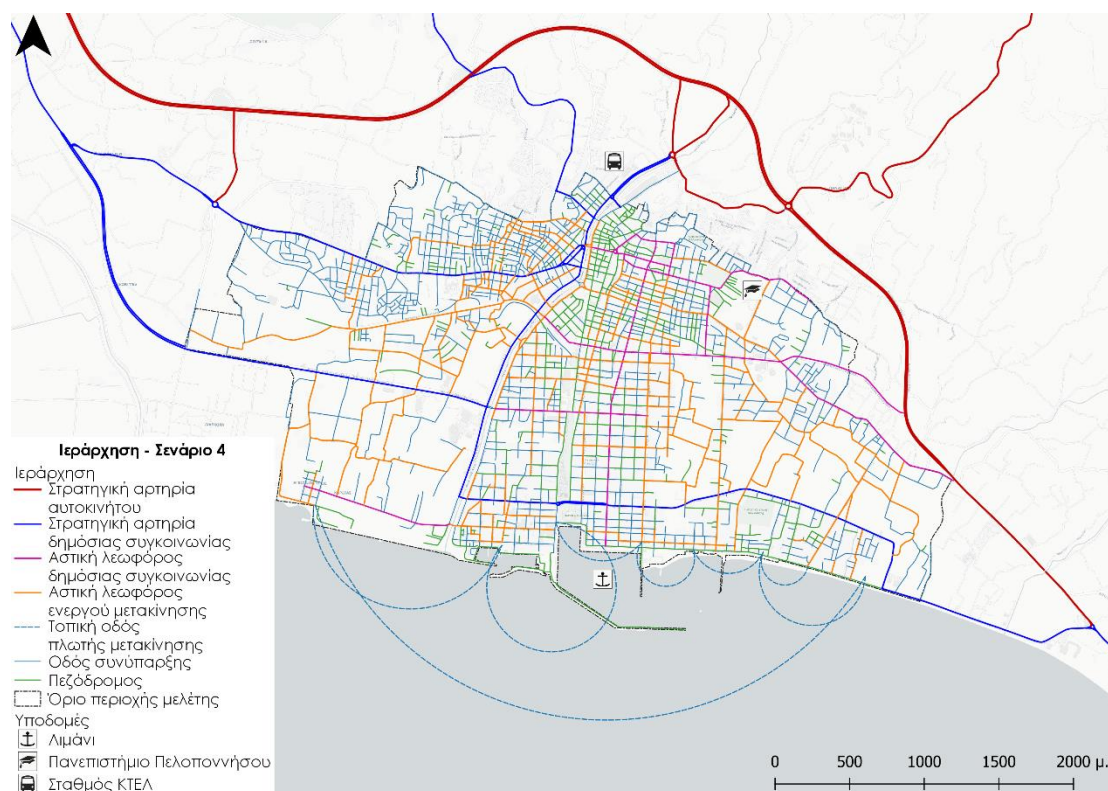 Ιεράρχηση - Σενάριο 4
Ιεράρχηση
Στρατηγική αρτηρία
αυτοκινήτου
Στρατηγική αρτηρία
δημόσιας συγκοινωνίας
Αστική λεωφόρος
δημόσιας συγκοινωνίας
Αστική λεωφόρος
ενεργού μετακίνησης
Τοπική οδός
πλωτής μετακίνησης
Οδός συνύπαρξης
Πεζόδρομος
Όριο περιοχής μελέτης
Υποδομές
Λιμάνι
Πανεπιστήμιο Πελοποννήσου
Σταθμός ΚΤΕΛ
0 500 1000 1500 2000 μ.